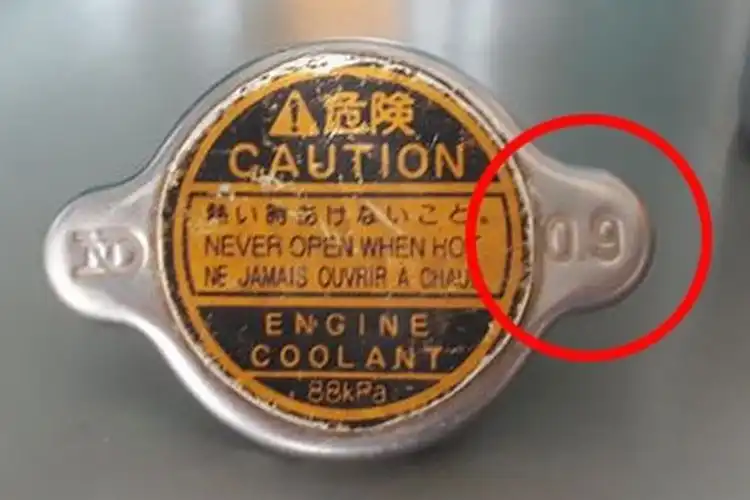 危険
CAUTION
熱い時あけないこと。
NEVER OPEN WHEN HOT
NE JAMAIS OUVRIR À CHAUD
ENGINE
COOLANT
88kPa
0.9